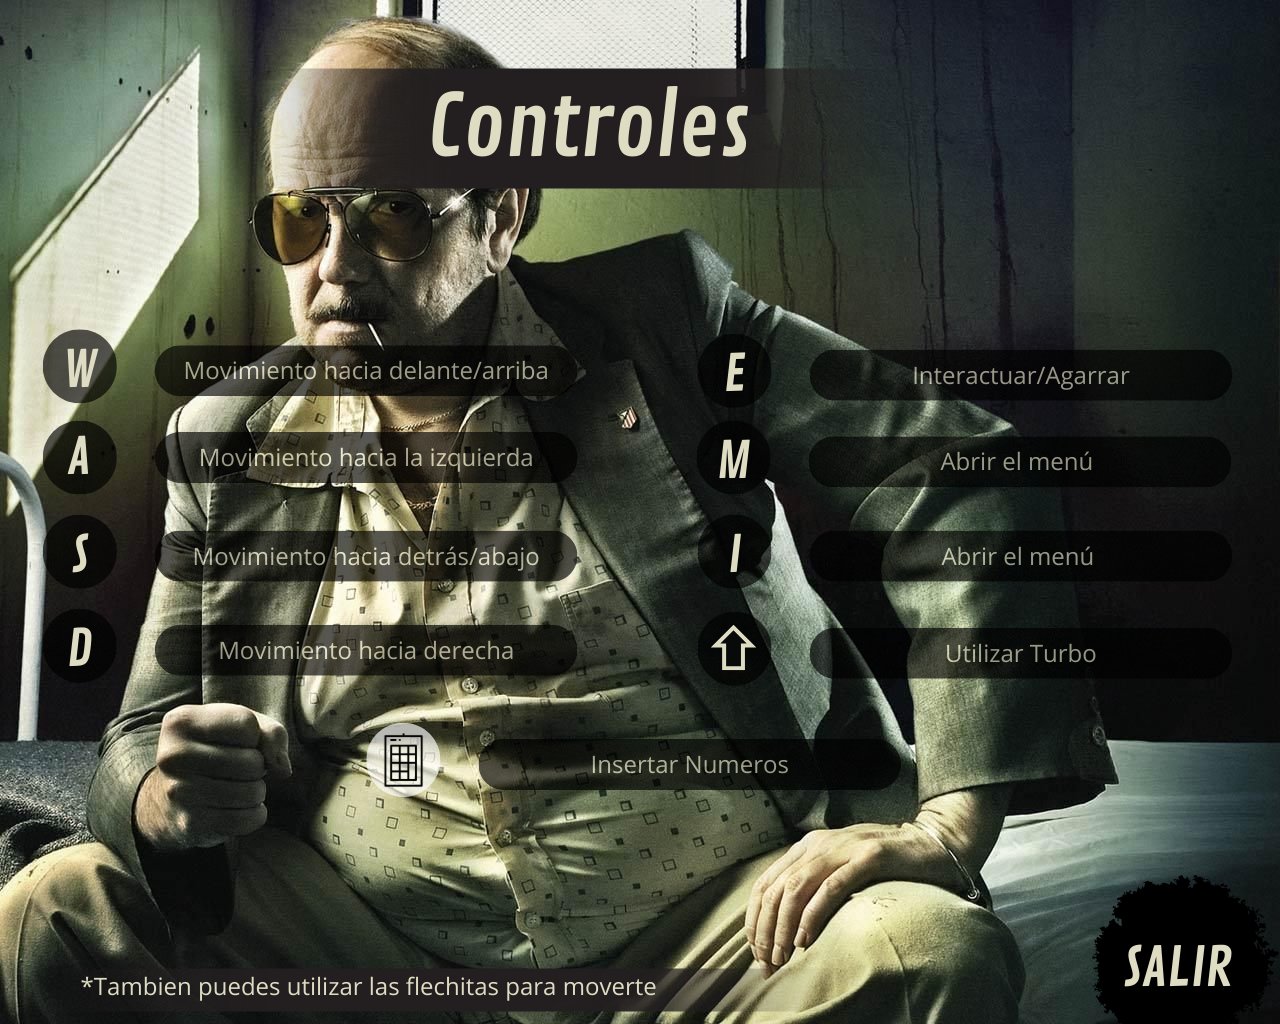 Controles
W
Movimiento hacia delante/arriba
A
Movimiento hacia la izquierda
S
Movimiento hacia detrás/abajo
D
Movimiento hacia derecha
E
Interactuar/Agarrar
M
Abrir el menú
I
Abrir el menú
Utilizar Turbo
Insertar Numeros
*Tambien puedes utilizar las flechitas para moverte
SALIR